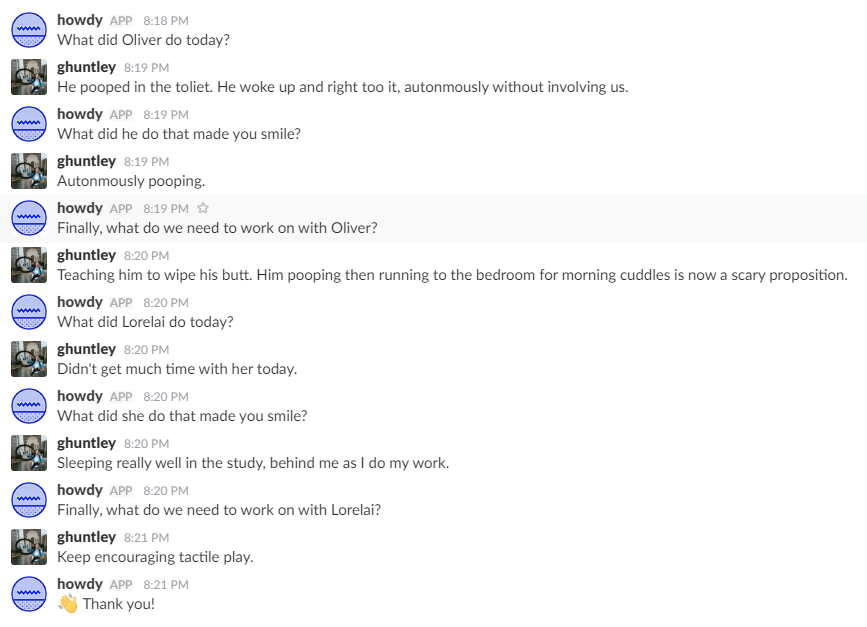 howdy APP 8:18 PM
What did Oliver do today?
ghuntley 8:19 PM
He pooped in the toliet. He woke up and right too it, autonmously without involving us.
howdy APP 8:19 PM
What did he do that made you smile?
ghuntley 8:19 PM
Autonmously pooping.
howdy APP 8:19 PM ☆
Finally, what do we need to work on with Oliver?
ghuntley 8:20 PM
Teaching him to wipe his butt. Him pooping then running to the bedroom for morning cuddles is now a scary proposition.
howdy APP 8:20 PM
What did Lorelai do today?
ghuntley 8:20 PM
Didn't get much time with her today.
howdy APP 8:20 PM
What did she do that made you smile?
ghuntley 8:20 PM
Sleeping really well in the study, behind me as I do my work.
howdy APP 8:20 PM
Finally, what do we need to work on with Lorelai?
ghuntley 8:21 PM
Keep encouraging tactile play.
howdy APP 8:21 PM
👋 Thank you!